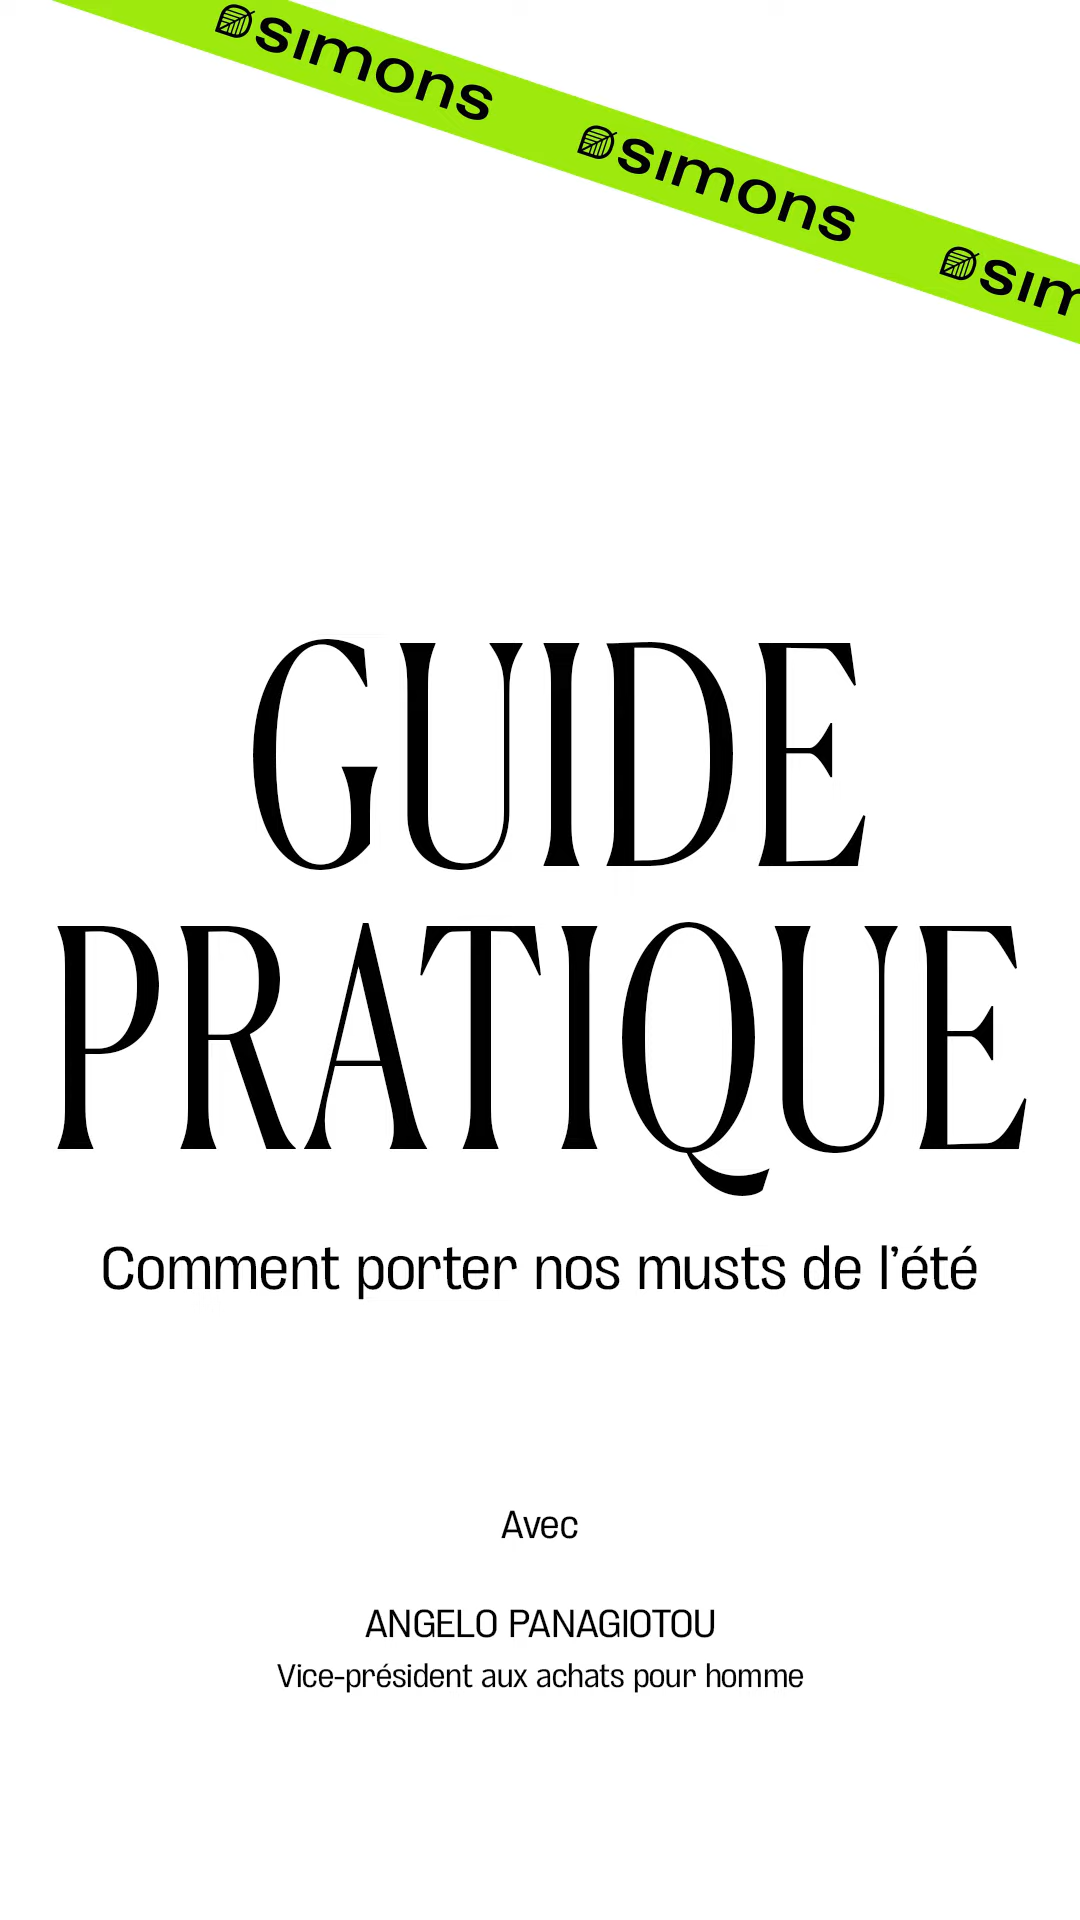 simons
simons
sim
GUIDE
PRATIQUE
Comment porter nos musts de l’été
Avec
ANGELO PANAGIOTOU
Vice-président aux achats pour homme